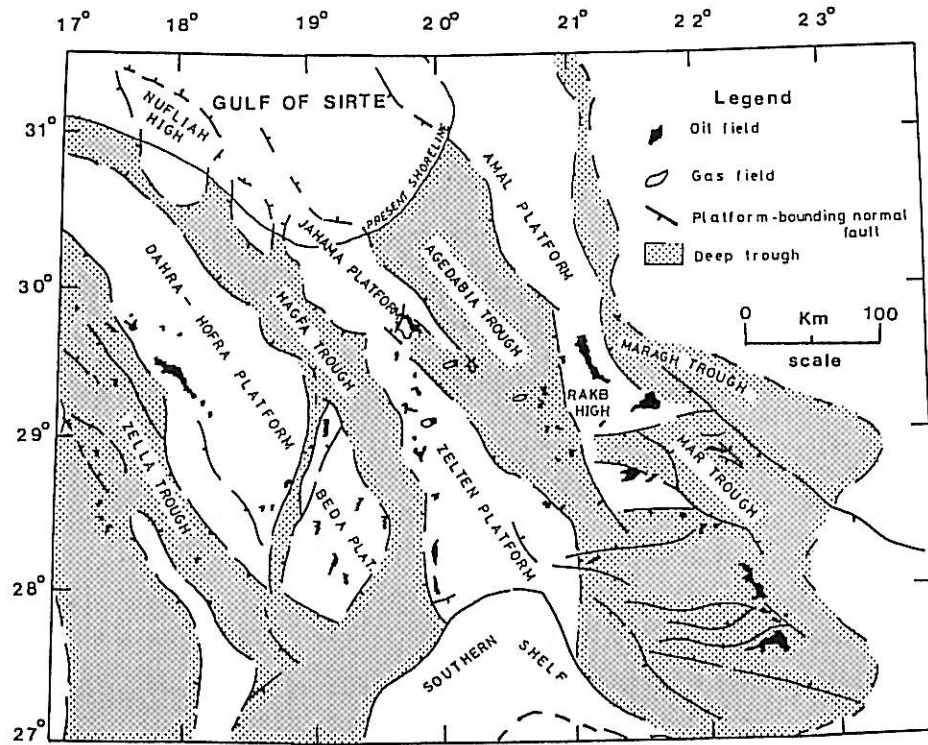 17° 18° 19° 20° 21° 22° 23°
31°
30°
29°
28°
27°
GULF OF SIRTE
NUFLIAH
HIGH
PRESENT SHORELINE
Legend
Oil field
Gas field
Platform-bounding normal
fault
Deep trough
0 Km 100
scale
AMAL PLATFORM
JAHAMA PLATFORM
AGEDABIA TROUGH
DAHRA-HOFRA PLATFORM
HAGFA TROUGH
MARAGH TROUGH
RAKB
HIGH
MAR TROUGH
ZELLA TROUGH
BEDA PLAT.
ZELTEN PLATFORM
SOUTHERN SHELF